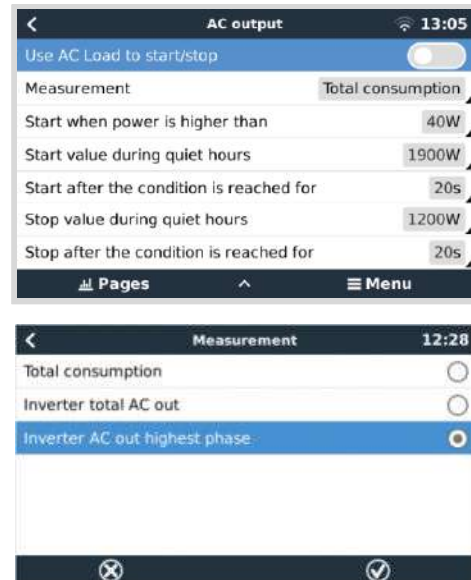 AC output 13:05
Use AC Load to start/stop
Measurement Total consumption
Start when power is higher than 40W
Start value during quiet hours 1900W
Start after the condition is reached for 20s
Stop value during quiet hours 1200W
Stop after the condition is reached for 20s
Pages Menu
Measurement 12:28
Total consumption
Inverter total AC out
Inverter AC out highest phase